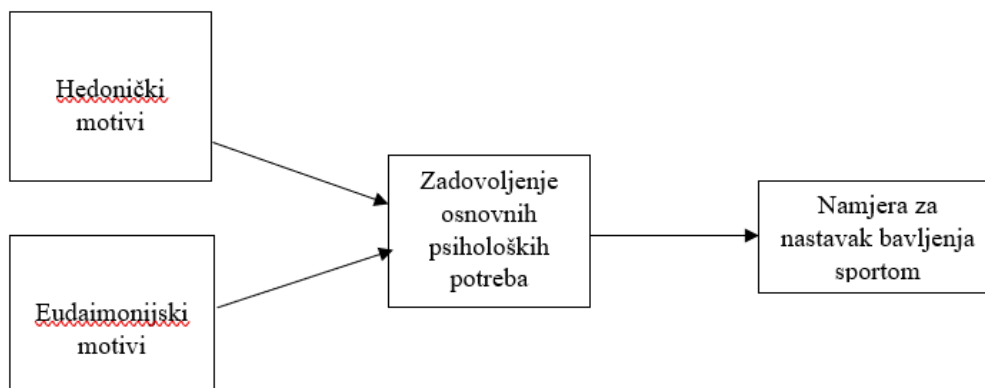 Hedonički
motivi
Zadovoljenje
osnovnih
psiholoških
potreba
Namjera za
nastavak bavljenja
sportom
Eudaimonijski
motivi